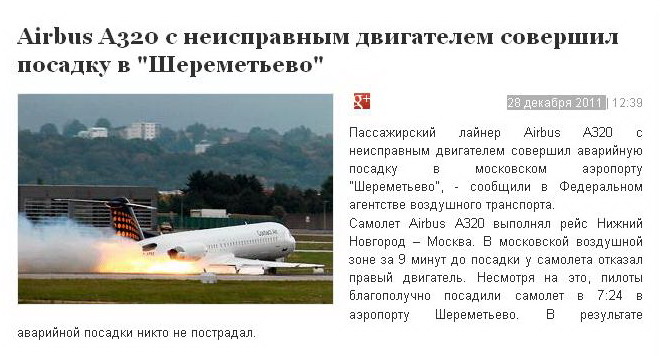 Airbus A320 с неисправным двигателем совершил
посадку в "Шереметьево"
g+
28 декабря 2011 | 12:39
Пассажирский лайнер Airbus A320 с
неисправным двигателем совершил аварийную
посадку в московском аэропорту
"Шереметьево", - сообщили в Федеральном
агентстве воздушного транспорта.
Самолет Airbus A320 выполнял рейс Нижний
Новгород – Москва. В московской воздушной
зоне за 9 минут до посадки у самолета отказал
правый двигатель. Несмотря на это, пилоты
благополучно посадили самолет в 7:24 в
аэропорту Шереметьево. В результате
аварийной посадки никто не пострадал.